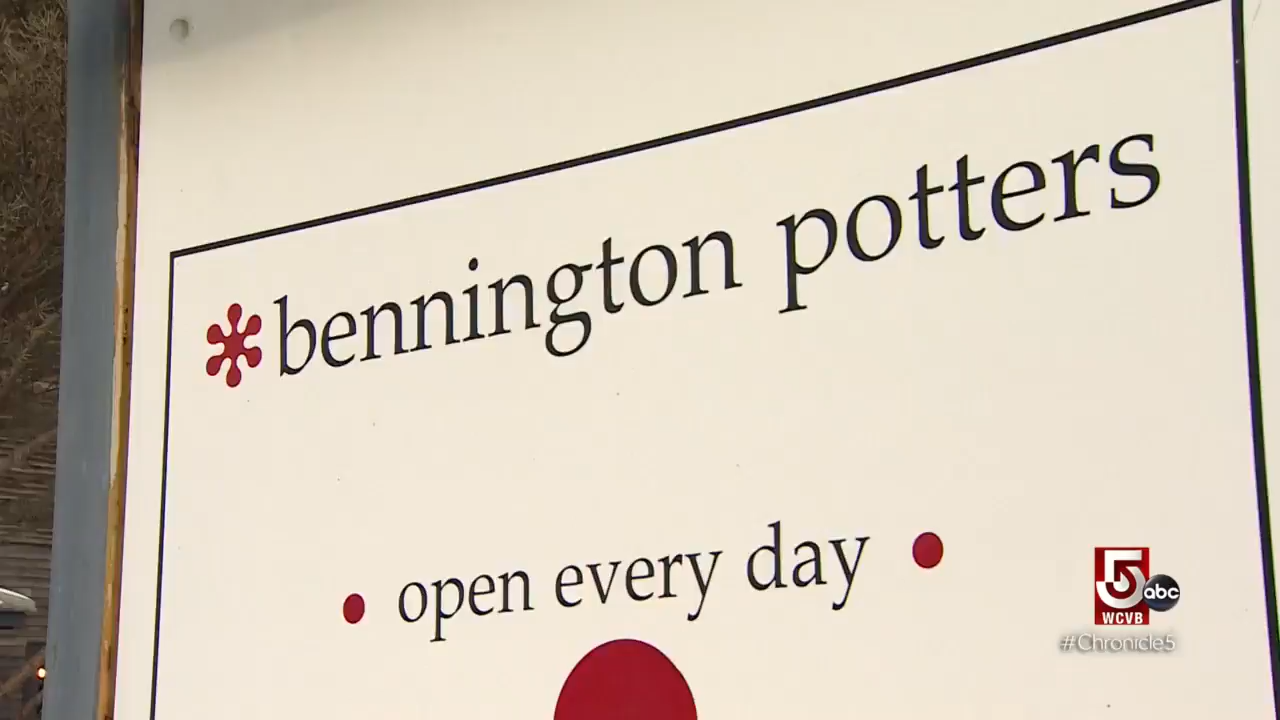 *bennington potters
• open every day •
5 abc
WCVB
#Chronicle5